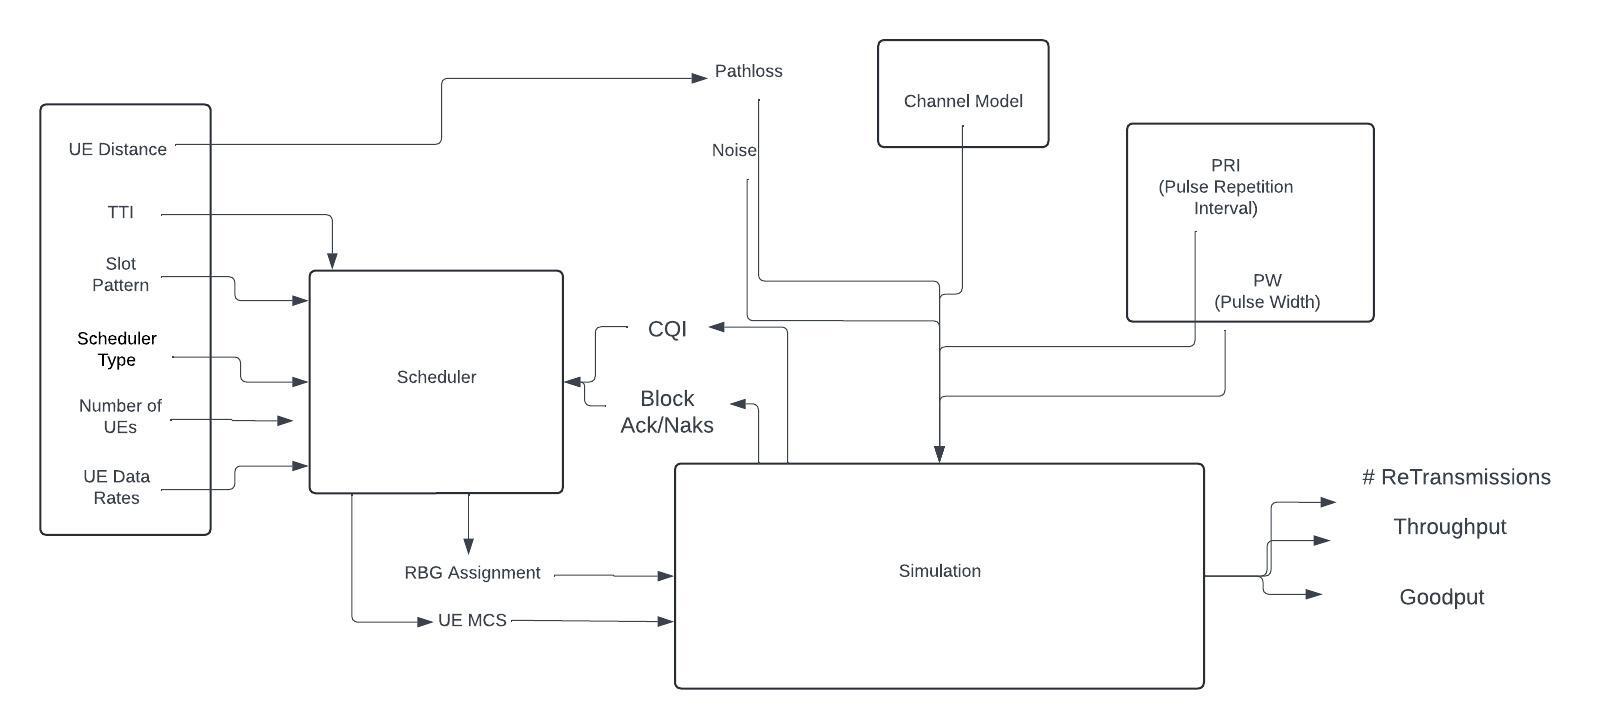 Pathloss
Channel Model
Noise
UE Distance
TTI
Slot
Pattern
Scheduler
Type
Number of
UEs
UE Data
Rates
Scheduler
PRI
(Pulse Repetition
Interval)
PW
(Pulse Width)
CQI
Block
Ack/Naks
RBG Assignment
UE MCS
Simulation
# ReTransmissions
Throughput
Goodput